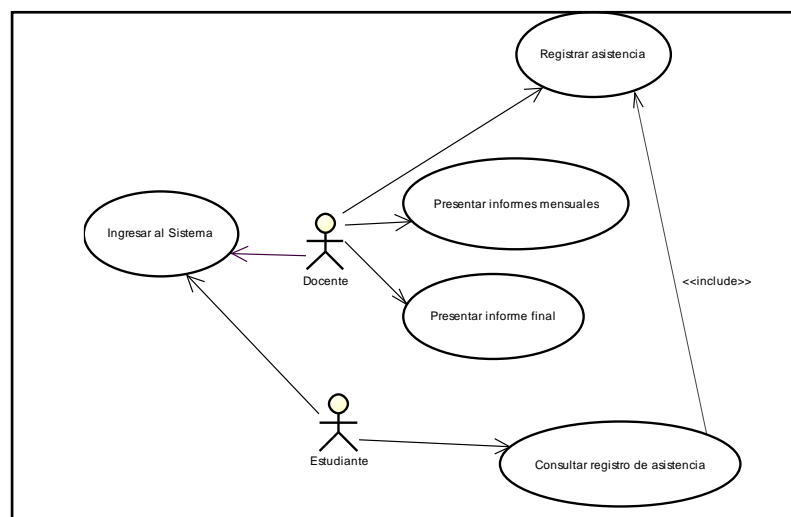 Registrar asistencia
Presentar informes mensuales
Ingresar al Sistema
Docente
<<include>>
Presentar informe final
Estudiante
Consultar registro de asistencia